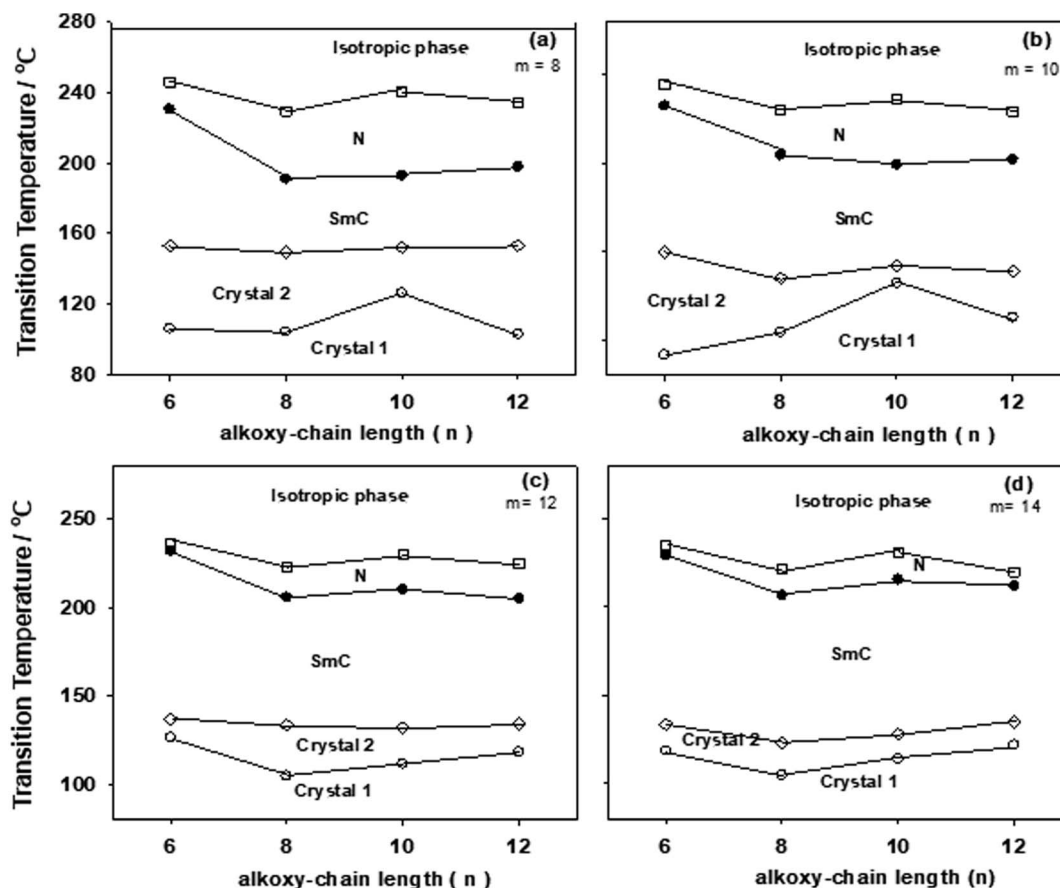 280
240
200
160
120
80
Transition Temperature / °C
Isotropic phase
(a)
m = 8
N
SmC
Crystal 2
Crystal 1
6 8 10 12
alkoxy-chain length ( n )
Isotropic phase
(b)
m = 10
N
SmC
Crystal 2
Crystal 1
6 8 10 12
alkoxy-chain length ( n )
250
200
150
100
Transition Temperature / °C
Isotropic phase
(c)
m= 12
N
SmC
Crystal 2
Crystal 1
6 8 10 12
alkoxy-chain length ( n )
Isotropic phase
(d)
m= 14
N
SmC
Crystal 2
Crystal 1
6 8 10 12
alkoxy-chain length (n)